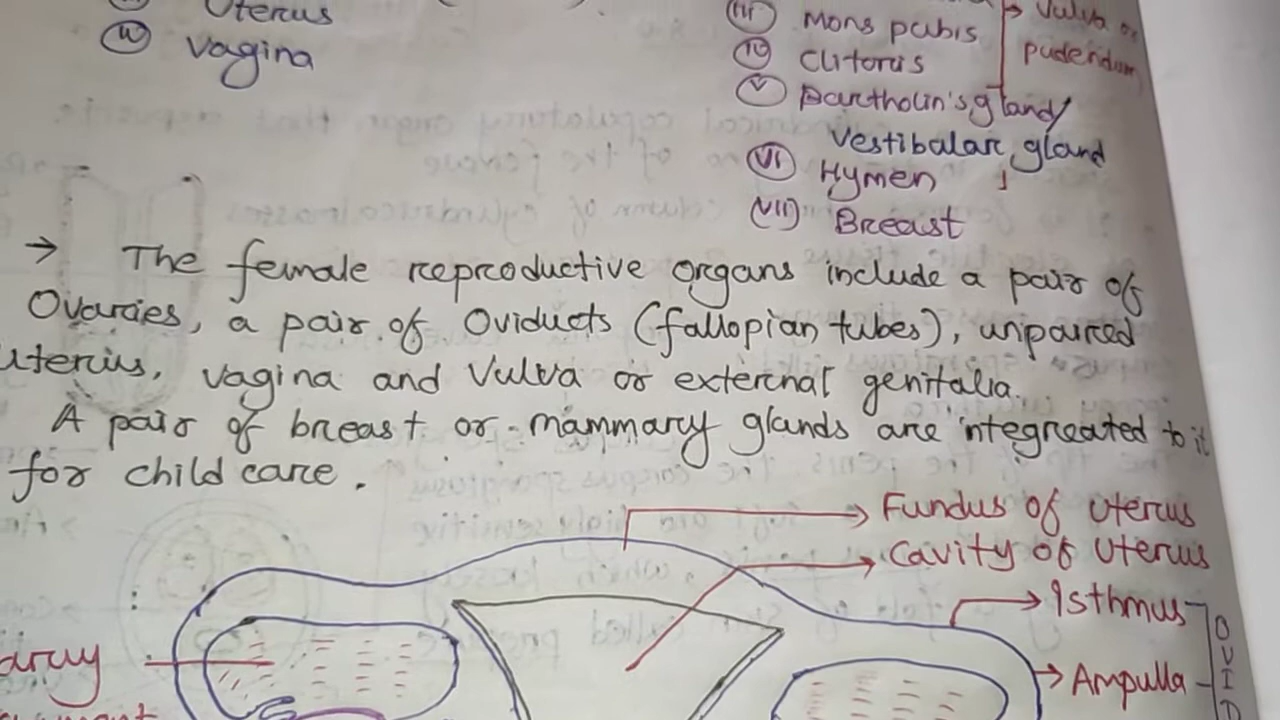 Uterus
(iv) Vagina
(iii) Mons pubis
(iv) Clitoris
(v) Bartholin's gland/
Vestibular gland
(vi) Hymen
(vii) Breast
→ Vulva or
pudendum
→ The female reproductive organs include a pair of
Ovaries, a pair of Oviducts (fallopian tubes), unpaired
uterus, vagina and vulva or external genitalia.
A pair of breast or mammary glands are integreated to it
for child care.
→ Fundus of uterus
→ Cavity of uterus
→ Isthmus
→ Ampulla